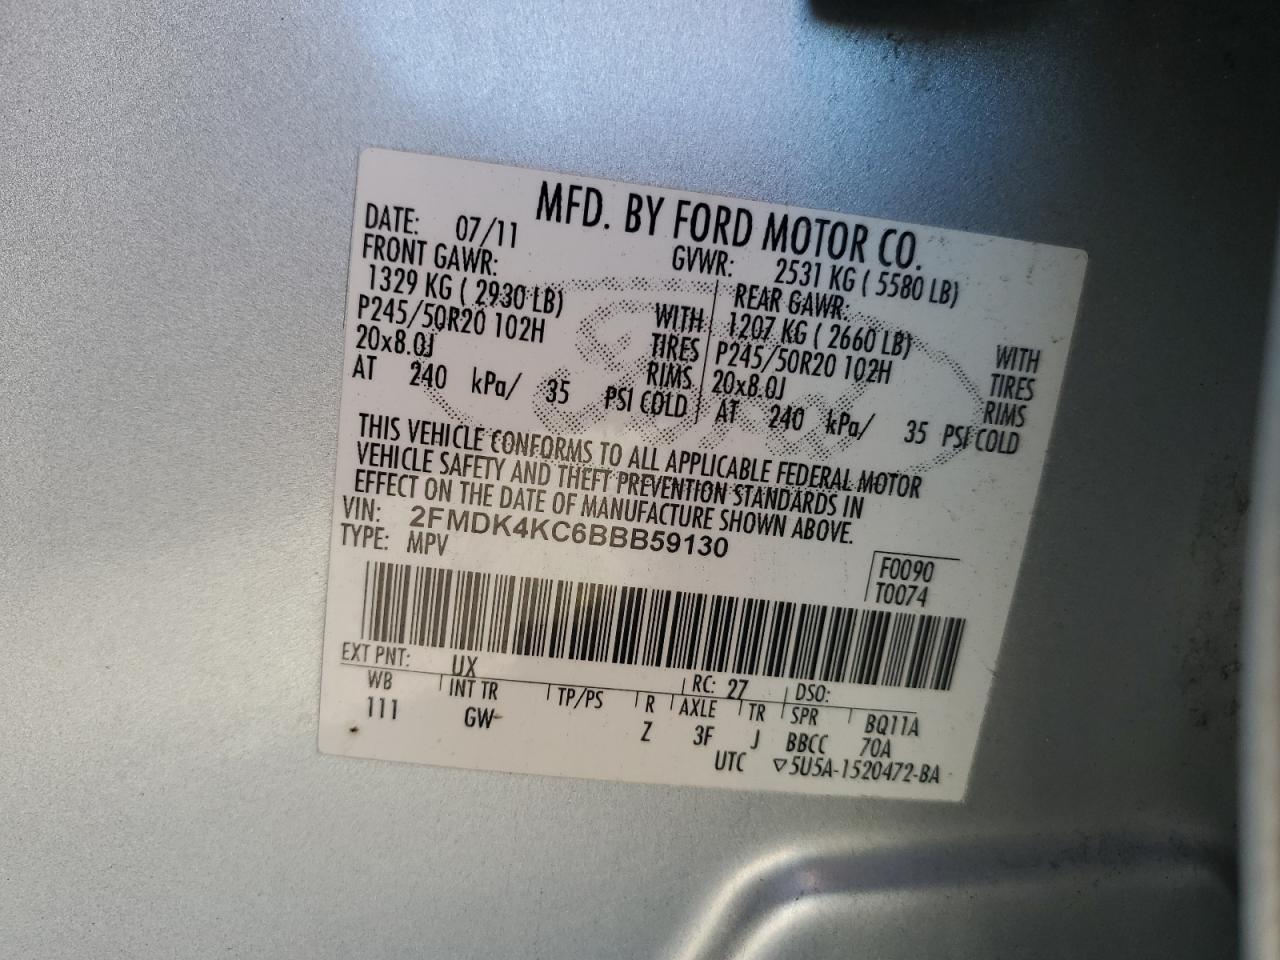 MFD. BY FORD MOTOR CO.
DATE: 07/11 GVWR: 2531 KG ( 5580 LB)
FRONT GAWR: REAR GAWR:
1329 KG ( 2930 LB) WITH 1207 KG ( 2660 LB) WITH
P245/50R20 102H TIRES P245/50R20 102H TIRES
20x8.0J RIMS 20x8.0J RIMS
AT 240 kPa/ 35 PSI COLD AT 240 kPa/ 35 PSI COLD
THIS VEHICLE CONFORMS TO ALL APPLICABLE FEDERAL MOTOR
VEHICLE SAFETY AND THEFT PREVENTION STANDARDS IN
EFFECT ON THE DATE OF MANUFACTURE SHOWN ABOVE.
VIN: 2FMDK4KC6BBB59130
TYPE: MPV
F0090
T0074
EXT PNT: UX RC: 27 DSO:
WB INT TR TP/PS R AXLE TR SPR BQ11A
111 GW Z 3F J BBCC 70A
UTC ▽5U5A-1520472-BA